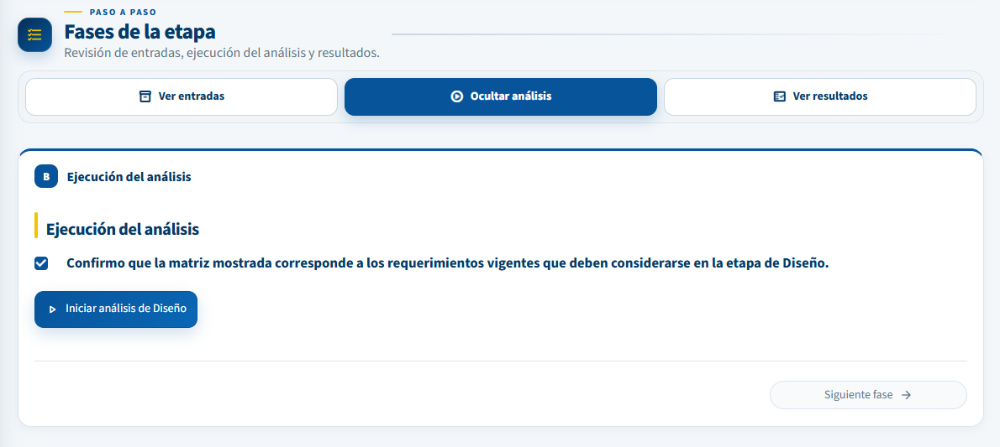 PASO A PASO
Fases de la etapa
Revisión de entradas, ejecución del análisis y resultados.
Ver entradas
Ocultar análisis
Ver resultados
B
Ejecución del análisis
Ejecución del análisis
Confirmo que la matriz mostrada corresponde a los requerimientos vigentes que deben considerarse en la etapa de Diseño.
Iniciar análisis de Diseño
Siguiente fase